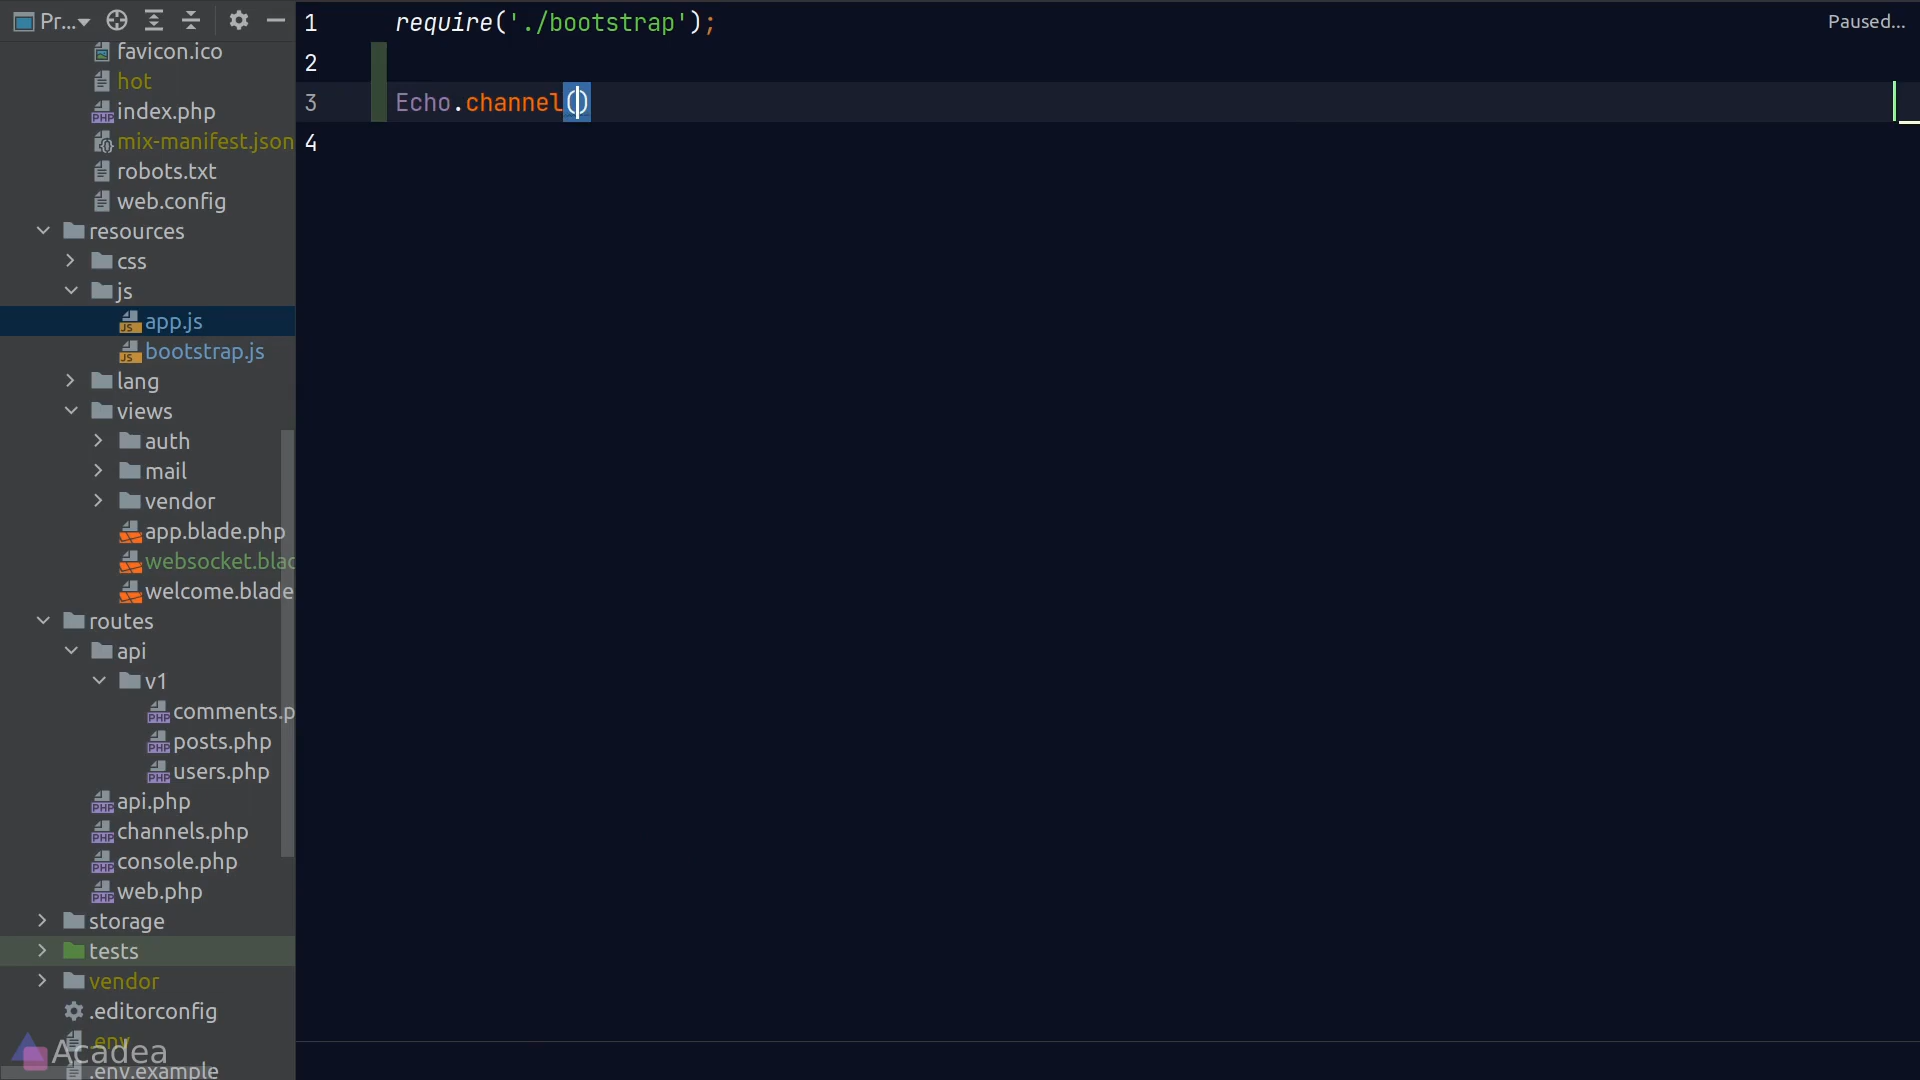 Pr...
favicon.ico
hot
index.php
mix-manifest.json
robots.txt
web.config
resources
css
js
app.js
bootstrap.js
lang
views
auth
mail
vendor
app.blade.php
websocket.blad
welcome.blade
routes
api
v1
comments.p
posts.php
users.php
api.php
channels.php
console.php
web.php
storage
tests
vendor
.editorconfig
.env
Acadea
.env.example
1 require('./bootstrap');
2
3 Echo.channel()
4
Paused...